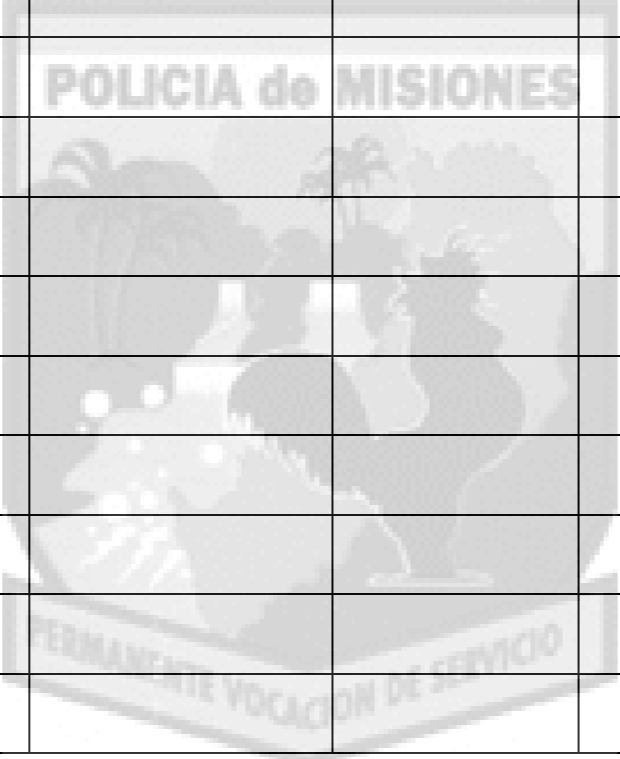 POLICIA de MISIONES
PERMANENTE VOCACION DE SERVICIO